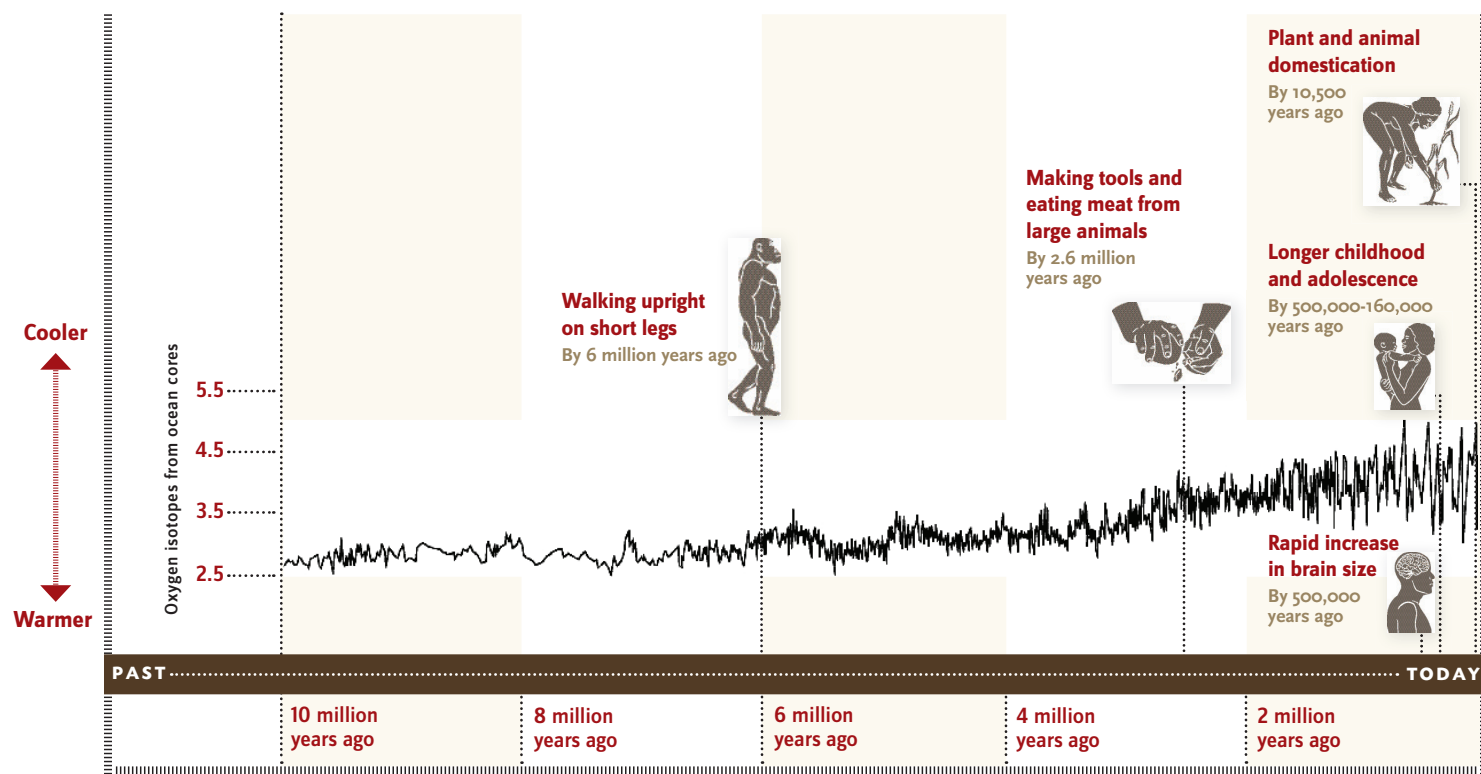 Plant and animal
domestication
By 10,500
years ago
Making tools and
eating meat from
large animals
By 2.6 million
years ago
Longer childhood
and adolescence
By 500,000-160,000
years ago
Walking upright
on short legs
By 6 million years ago
Cooler
Warmer
Oxygen isotopes from ocean cores
5.5
4.5
3.5
2.5
Rapid increase
in brain size
By 500,000
years ago
PAST
TODAY
10 million
years ago
8 million
years ago
6 million
years ago
4 million
years ago
2 million
years ago